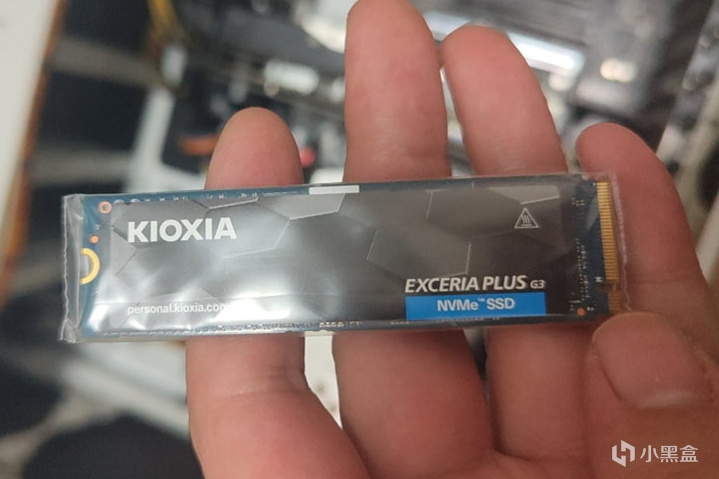 KIOXIA
EXCERIA PLUS G3
NVMe™ SSD
personal.kioxia.com
小黑盒